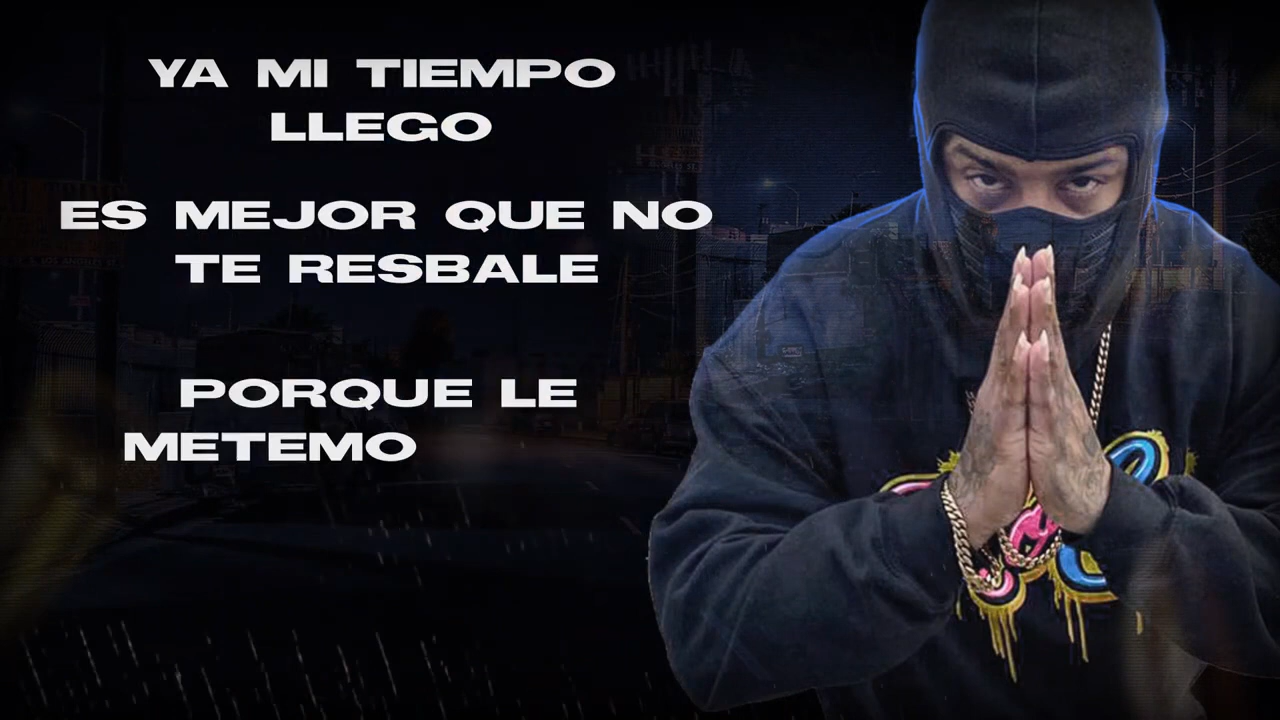 YA MI TIEMPO
LLEGO
ES MEJOR QUE NO
TE RESBALE
PORQUE LE
METEMO